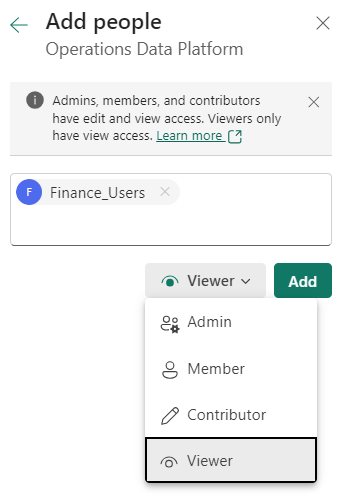 Add people
Operations Data Platform
Admins, members, and contributors
have edit and view access. Viewers only
have view access. Learn more
F
Finance_Users
Viewer
Add
Admin
Member
Contributor
Viewer